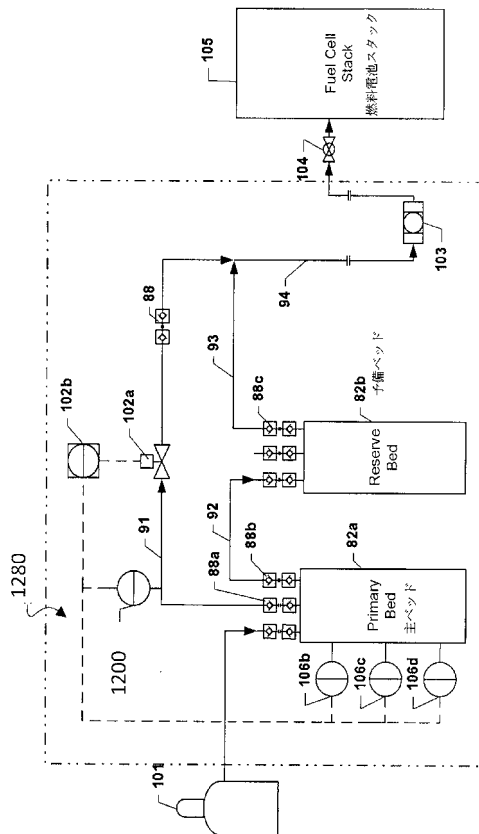 1280
102b
102a
88
1200
91
92
93
94
88a
88b
88c
101
106b
106c
106d
Primary
Bed
主ベッド
82a
Reserve
Bed
82b
予備ベッド
103
104
105
Fuel Cell
Stack
燃料電池スタック